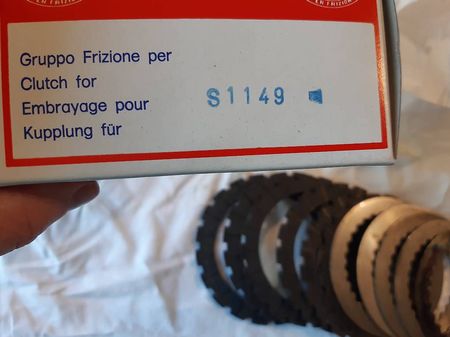 Gruppo Frizione per
Clutch for
Embrayage pour
Kupplung für
S1149